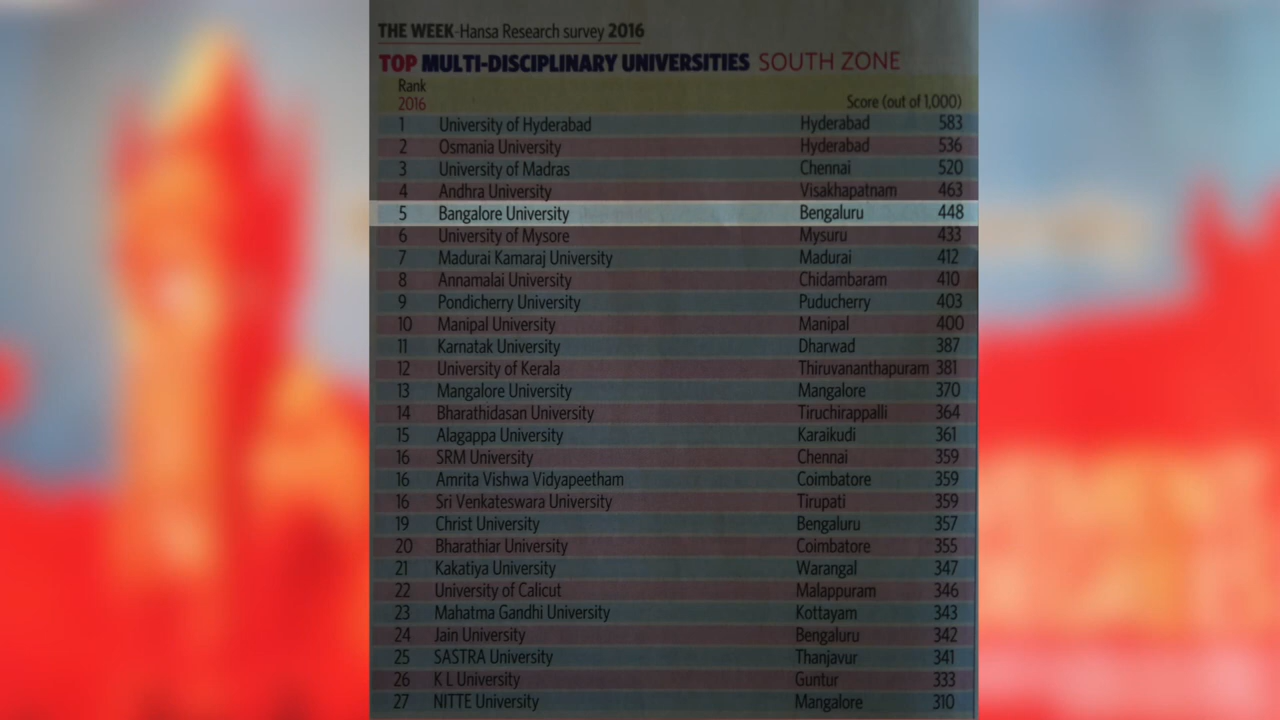 THE WEEK-Hansa Research survey 2016
TOP MULTI-DISCIPLINARY UNIVERSITIES SOUTH ZONE
Rank
2016 Score (out of 1,000)
1 University of Hyderabad Hyderabad 583
2 Osmania University Hyderabad 536
3 University of Madras Chennai 520
4 Andhra University Visakhapatnam 463
5 Bangalore University Bengaluru 448
6 University of Mysore Mysuru 433
7 Madurai Kamaraj University Madurai 412
8 Annamalai University Chidambaram 410
9 Pondicherry University Puducherry 403
10 Manipal University Manipal 400
11 Karnatak University Dharwad 387
12 University of Kerala Thiruvananthapuram 381
13 Mangalore University Mangalore 370
14 Bharathidasan University Tiruchirappalli 364
15 Alagappa University Karaikudi 361
16 SRM University Chennai 359
16 Amrita Vishwa Vidyapeetham Coimbatore 359
16 Sri Venkateswara University Tirupati 359
19 Christ University Bengaluru 357
20 Bharathiar University Coimbatore 355
21 Kakatiya University Warangal 347
22 University of Calicut Malappuram 346
23 Mahatma Gandhi University Kottayam 343
24 Jain University Bengaluru 342
25 SASTRA University Thanjavur 341
26 K L University Guntur 333
27 NITTE University Mangalore 310